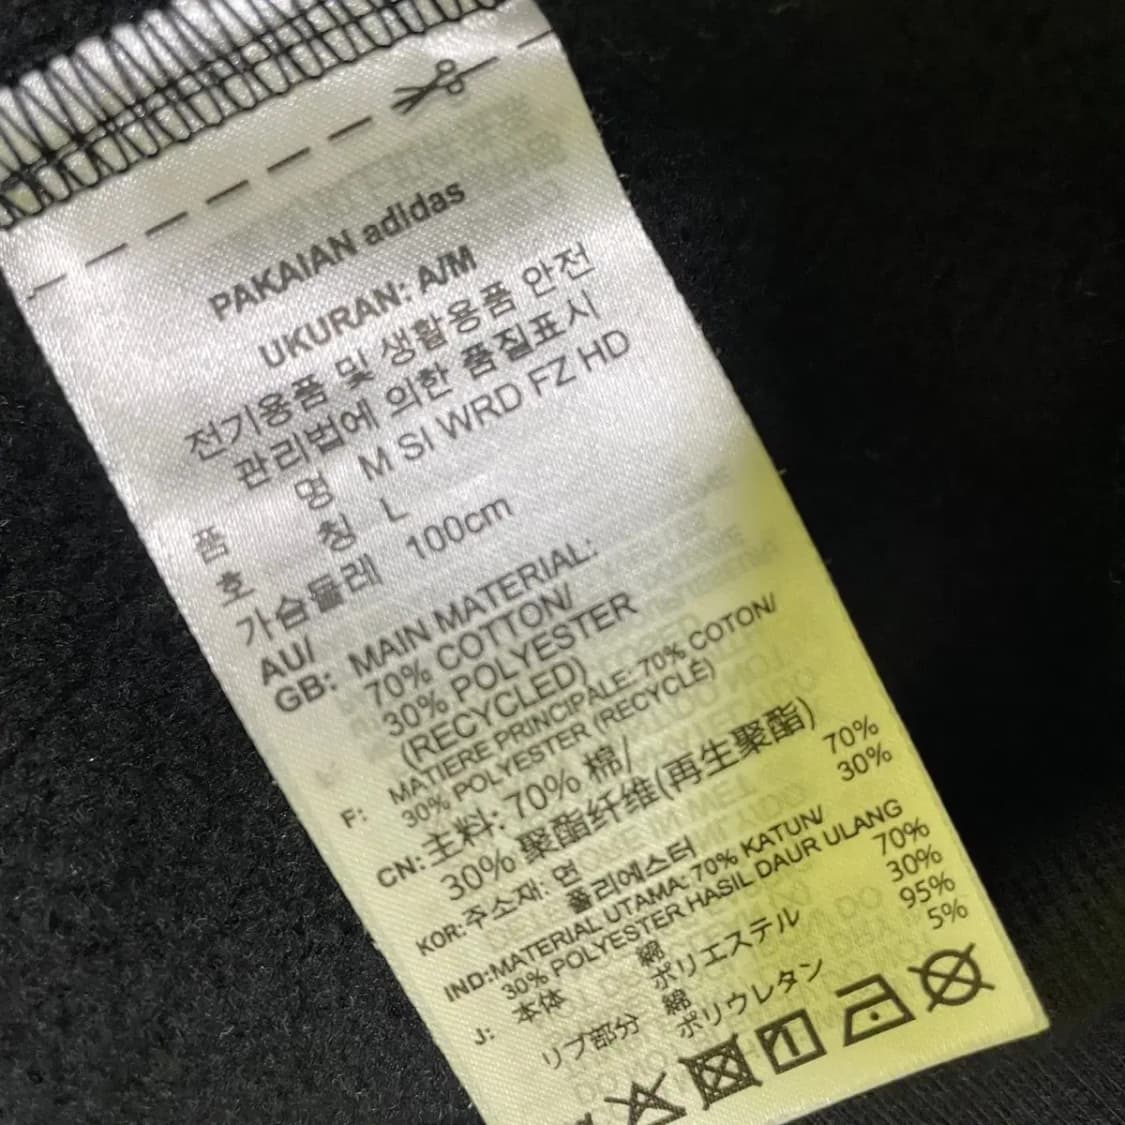 PAKAIAN adidas
UKURAN: A/M
전기용품 및 생활용품 안전
관리법에 의한 품질표시
품 명 M SI WRD FZ HD
호 칭 L
가슴둘레 100cm
AU/
GB: MAIN MATERIAL:
70% COTTON/
30% POLYESTER
(RECYCLED)
F: MATIERE PRINCIPALE: 70% COTON/
30% POLYESTER (RECYCLÉ)
CN: 主料: 70% 棉/
30% 聚酯纤维(再生聚酯)
KOR: 주소재: 면 70%
폴리에스터 30%
IND: MATERIAL UTAMA: 70% KATUN/
30% POLYESTER HASIL DAUR ULANG
J: 本体 綿 70%
ポリエステル 30%
リブ部分 綿 95%
ポリウレタン 5%